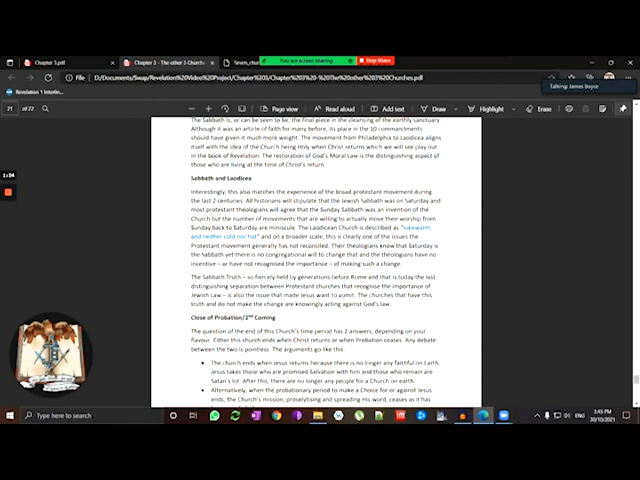 Chapter 3.pdf
Chapter 3 - The other 3 Churche
Seven_chur
You are screen sharing
Stop Share
File
D:/Documents/Swap/Revelation%20Video%20Project/Chapter%203/Chapter%203%20-%20The%20other%203%20Churches.pdf
Talking: James Boyce
Revelation 1 Interlin...
21 of 22
Page view
Read aloud
Add text
Draw
Highlight
Erase
The Sabbath is, or can be seen to be, the final piece in the cleansing of the earthly sanctuary
Although it was an article of faith for many before, its place in the 10 commandments
should have given it much more weight. The movement from Philadelphia to Laodicea aligns
itself with the idea of the Church being Holy when Christ returns which we will see play out
in the book of Revelation. The restoration of God's Moral Law is the distinguishing aspect of
those who are living at the time of Christ's return.
Sabbath and Laodicea
Interestingly, this also matches the experience of the broad protestant movement during
the last 2 centuries. All historians will stipulate that the Jewish Sabbath was on Saturday and
most protestant theologians will agree that the Sunday Sabbath was an invention of the
Church but the number of movements that are willing to actually move their worship from
Sunday back to Saturday are miniscule. The Laodicean Church is described as "lukewarm,
and neither cold nor hot" and on a broader scale, this is clearly one of the issues the
Protestant movement generally has not reconciled. Their theologians know that Saturday is
the Sabbath yet there is no congregational will to change that and the theologians have no
incentive – or have not recognised the importanse – of making such a change.
The Sabbath Truth – so fiercely held by generations before Rome and that is today the last
distinguishing separation between Protestant churches that recognise the importance of
Jewish Law – is also the issue that made Jesus want to vomit. The churches that have this
truth and do not make the change are knowingly acting against God's law.
Close of Probation/2nd Coming
The question of the end of this Church's time period has 2 answers, depending on your
flavour. Either this church ends when Christ returns or when Probation ceases. Any debate
between the two is pointless. The arguments go like this:
• The church ends when Jesus returns because there is no longer any faithful on Earth.
Jesus takes those who are promised Salvation with him and those who remain are
Satan's lot. After this, there are no longer any people for a Church on earth.
• Alternatively, when the probationary period to make a Choice for or against Jesus
ends, the Church's mission, proselytising and spreading His word, ceases as it has
Type here to search
ENG
3:45 PM
30/10/2021